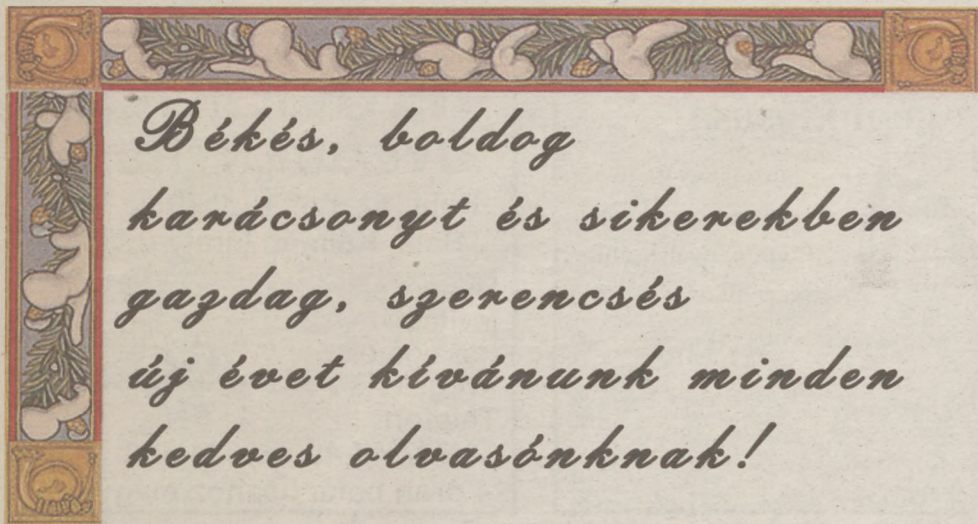 Békés, boldog
karácsonyt és sikerekben
gazdag, szerencsés
új évet kívánunk minden
kedves olvasónknak!